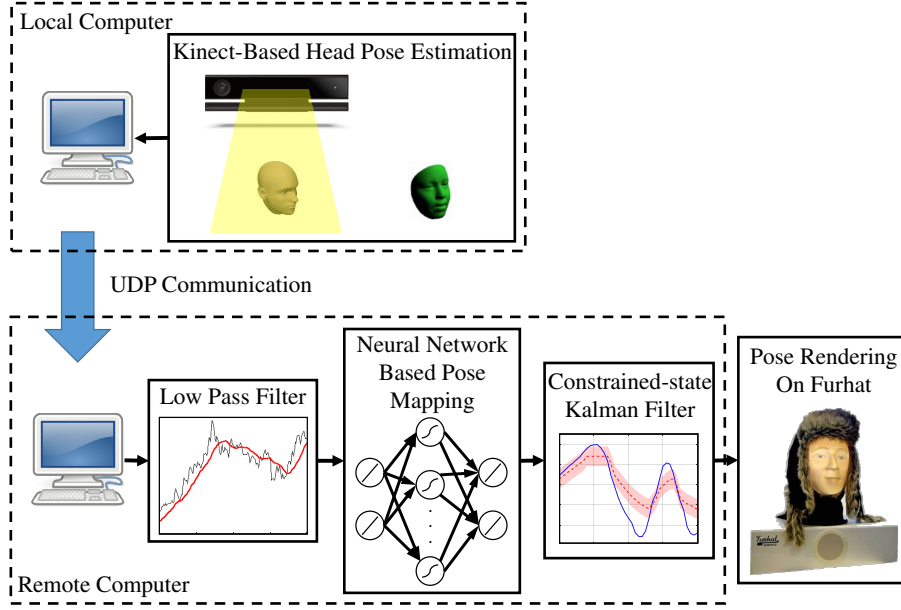 Local Computer
Kinect-Based Head Pose Estimation
UDP Communication
Neural Network
Based Pose
Mapping
Low Pass Filter
Constrained-state
Kalman Filter
Pose Rendering
On Furhat
Furhat
Remote Computer